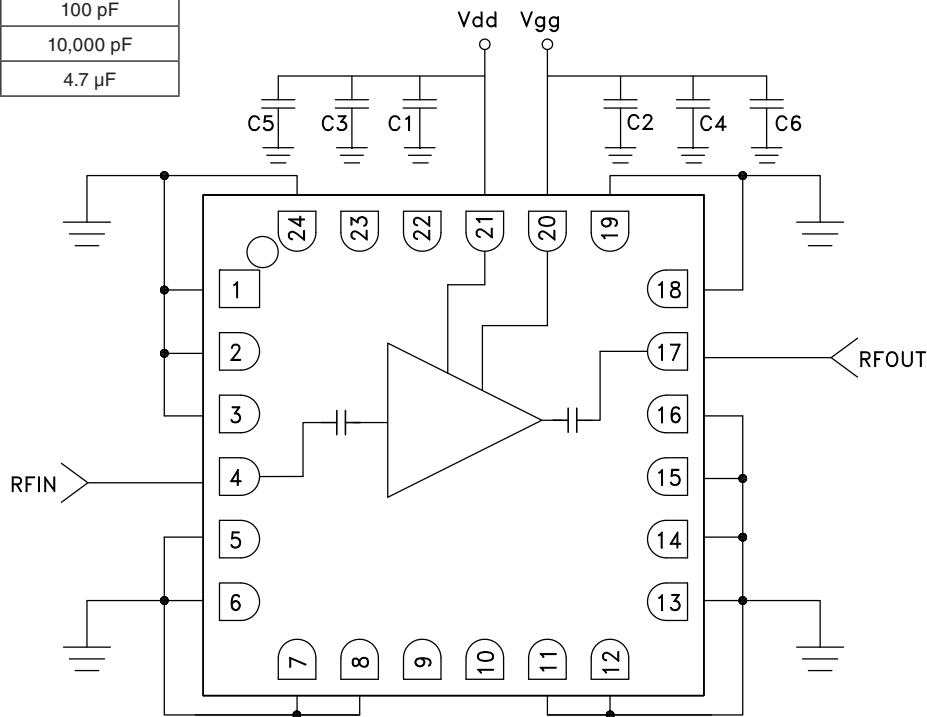 100 pF
10,000 pF
4.7 µF
Vdd Vgg
C5 C3 C1 C2 C4 C6
24 23 22 21 20 19
1 18
2 17 RFOUT
3 16
RFIN 4 15
5 14
6 13
7 8 9 10 11 12